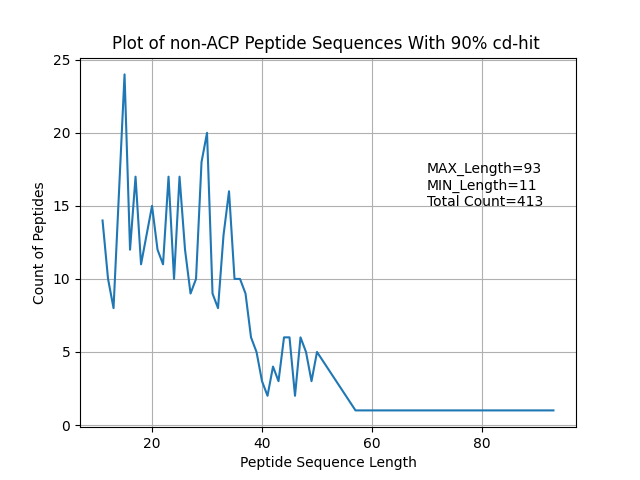 Plot of non-ACP Peptide Sequences With 90% cd-hit
25
20
15
10
5
0
Count of Peptides
MAX_Length=93
MIN_Length=11
Total Count=413
20 40 60 80
Peptide Sequence Length